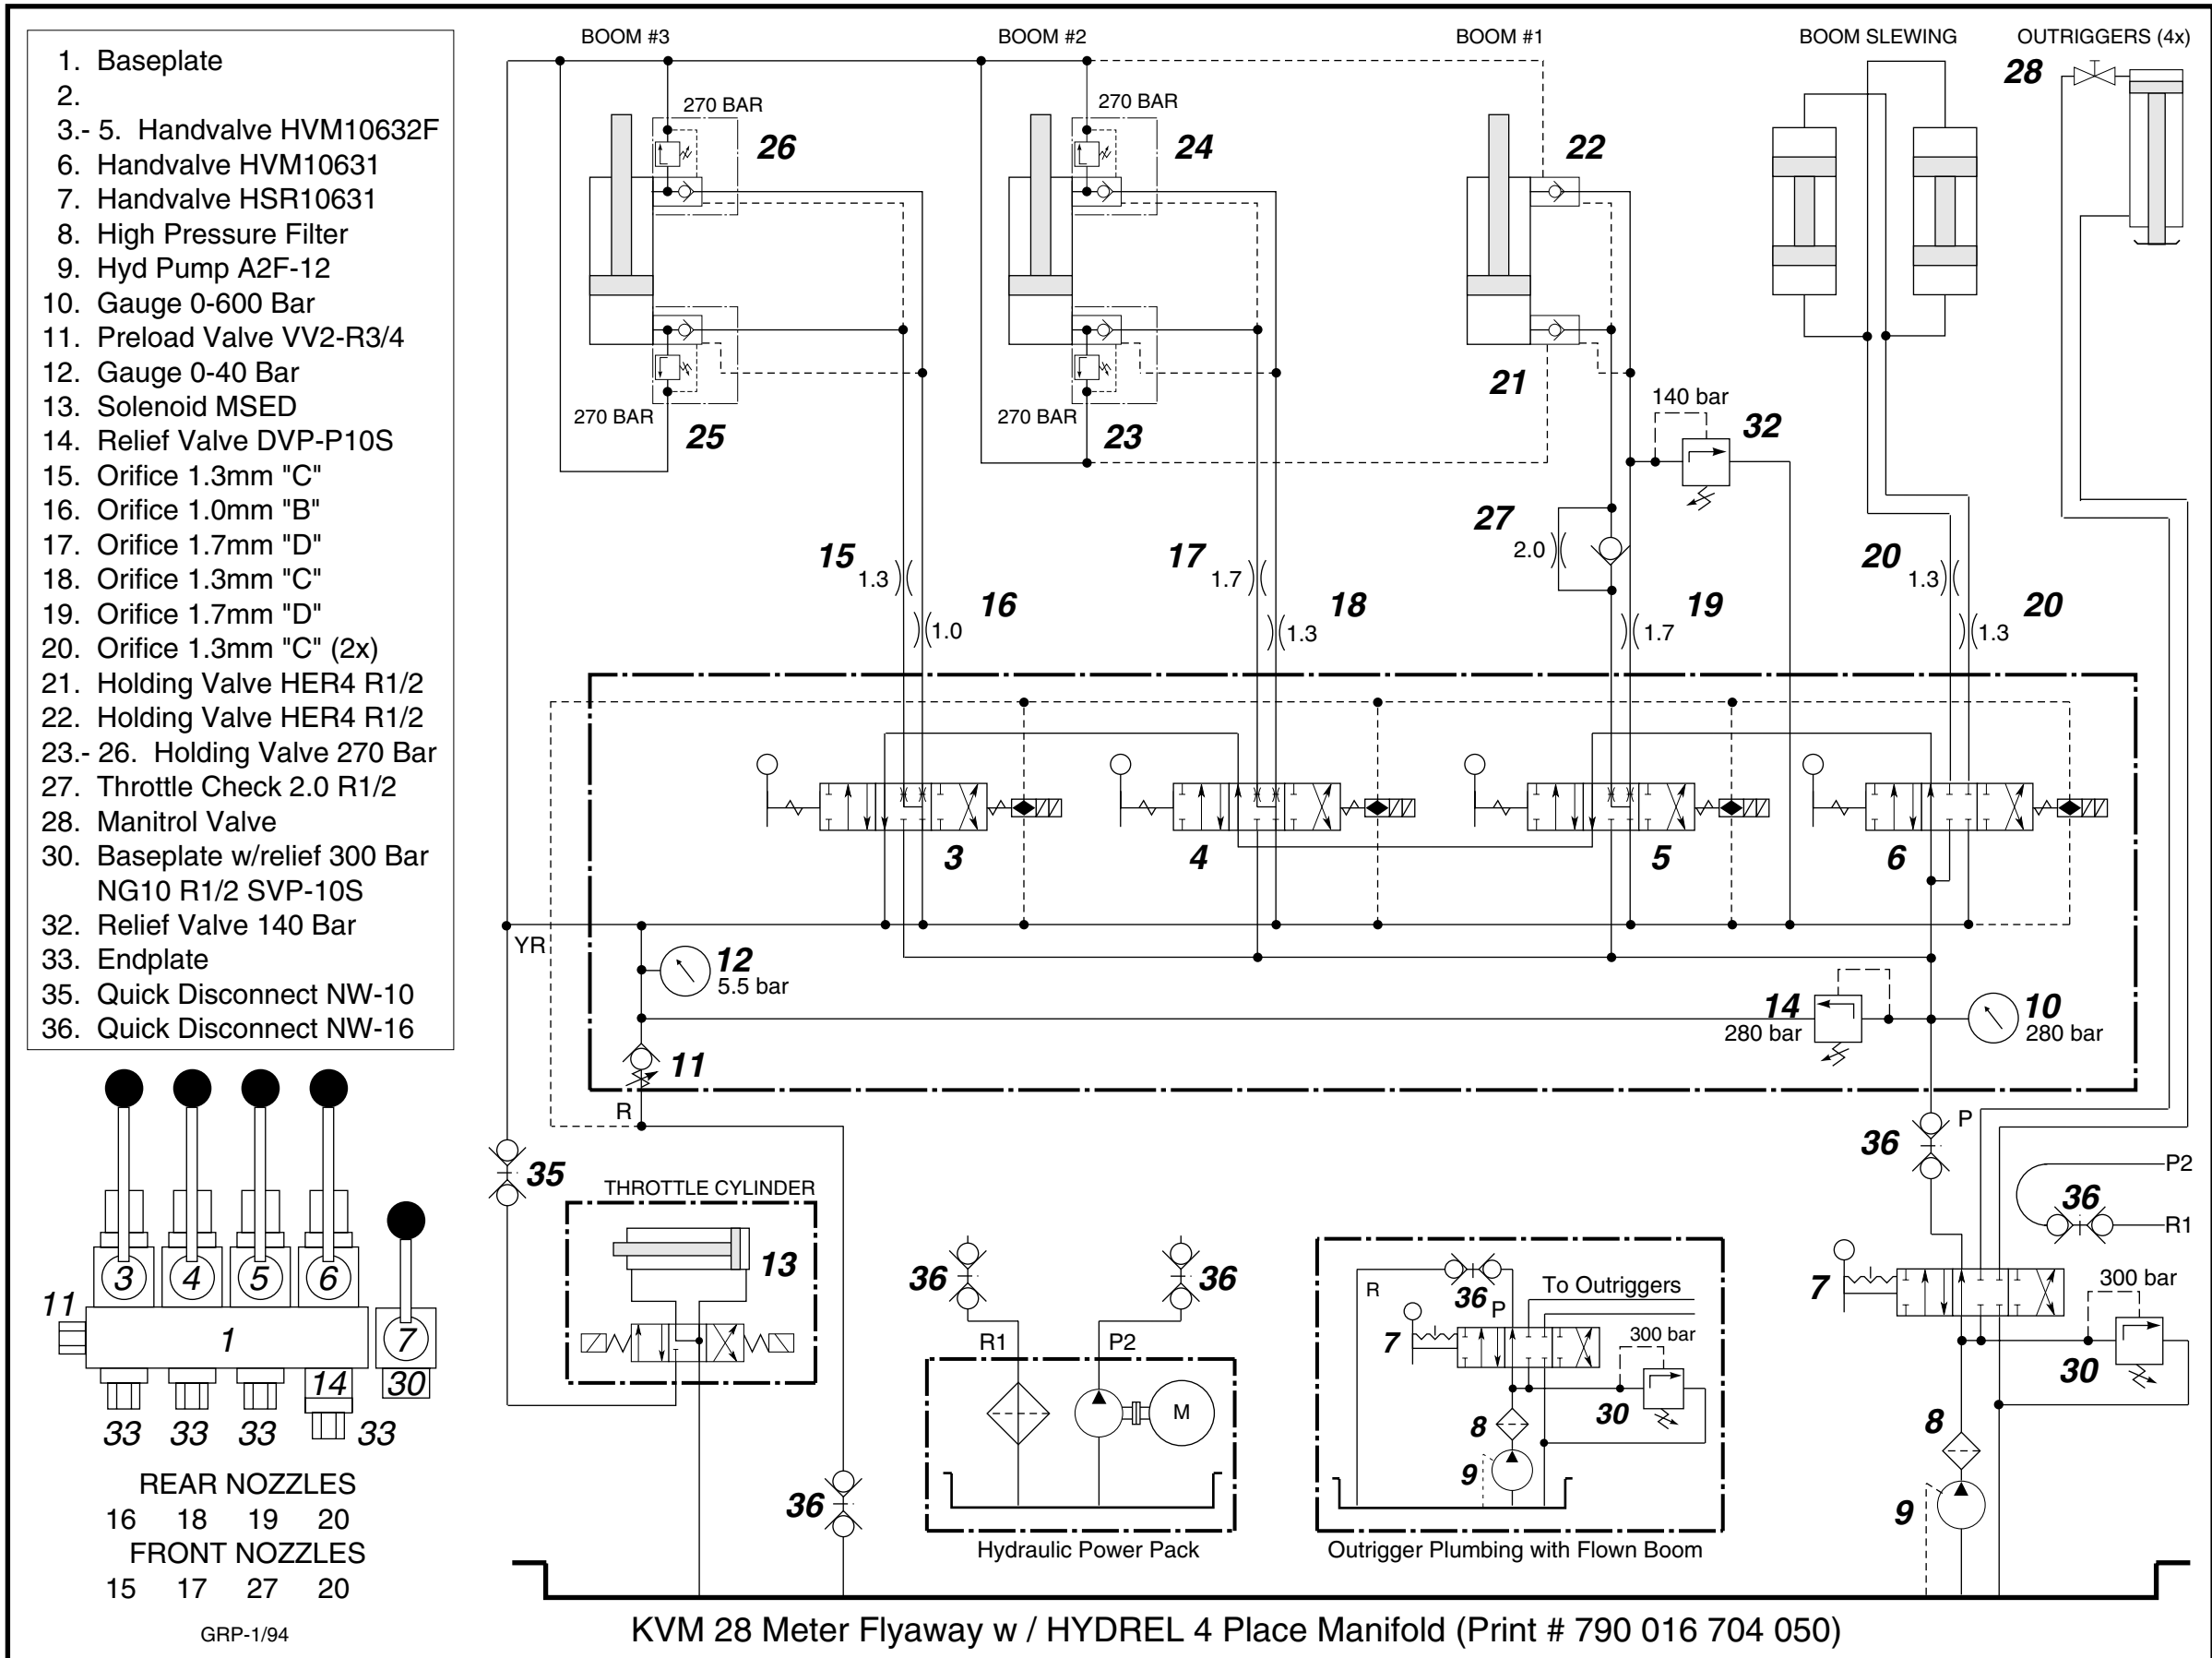 1. Baseplate
2.
3.- 5. Handvalve HVM10632F
6. Handvalve HVM10631
7. Handvalve HSR10631
8. High Pressure Filter
9. Hyd Pump A2F-12
10. Gauge 0-600 Bar
11. Preload Valve VV2-R3/4
12. Gauge 0-40 Bar
13. Solenoid MSED
14. Relief Valve DVP-P10S
15. Orifice 1.3mm "C"
16. Orifice 1.0mm "B"
17. Orifice 1.7mm "D"
18. Orifice 1.3mm "C"
19. Orifice 1.7mm "D"
20. Orifice 1.3mm "C" (2x)
21. Holding Valve HER4 R1/2
22. Holding Valve HER4 R1/2
23.- 26. Holding Valve 270 Bar
27. Throttle Check 2.0 R1/2
28. Manitrol Valve
30. Baseplate w/relief 300 Bar
NG10 R1/2 SVP-10S
32. Relief Valve 140 Bar
33. Endplate
35. Quick Disconnect NW-10
36. Quick Disconnect NW-16
3 4 5 6
11
1
7
14 30
33 33 33 33
REAR NOZZLES
16 18 19 20
FRONT NOZZLES
15 17 27 20
GRP-1/94
BOOM #3 BOOM #2 BOOM #1 BOOM SLEWING OUTRIGGERS (4x)
28
270 BAR 270 BAR
26 24 22
21
270 BAR 25 270 BAR 23
140 bar
32
27
2.0
15 1.3 17 1.7 20 1.3
16 1.0 18 1.3 19 1.7 20 1.3
3 4 5 6
YR
12
5.5 bar
14
280 bar
10
280 bar
11
R
P
36
35
P2
36
R1
THROTTLE CYLINDER
13
36 36
R1 P2
M
Hydraulic Power Pack
36
R
36 P
To Outriggers
7
300 bar
30
8
9
Outrigger Plumbing with Flown Boom
7
300 bar
30
8
9
KVM 28 Meter Flyaway w / HYDREL 4 Place Manifold (Print # 790 016 704 050)